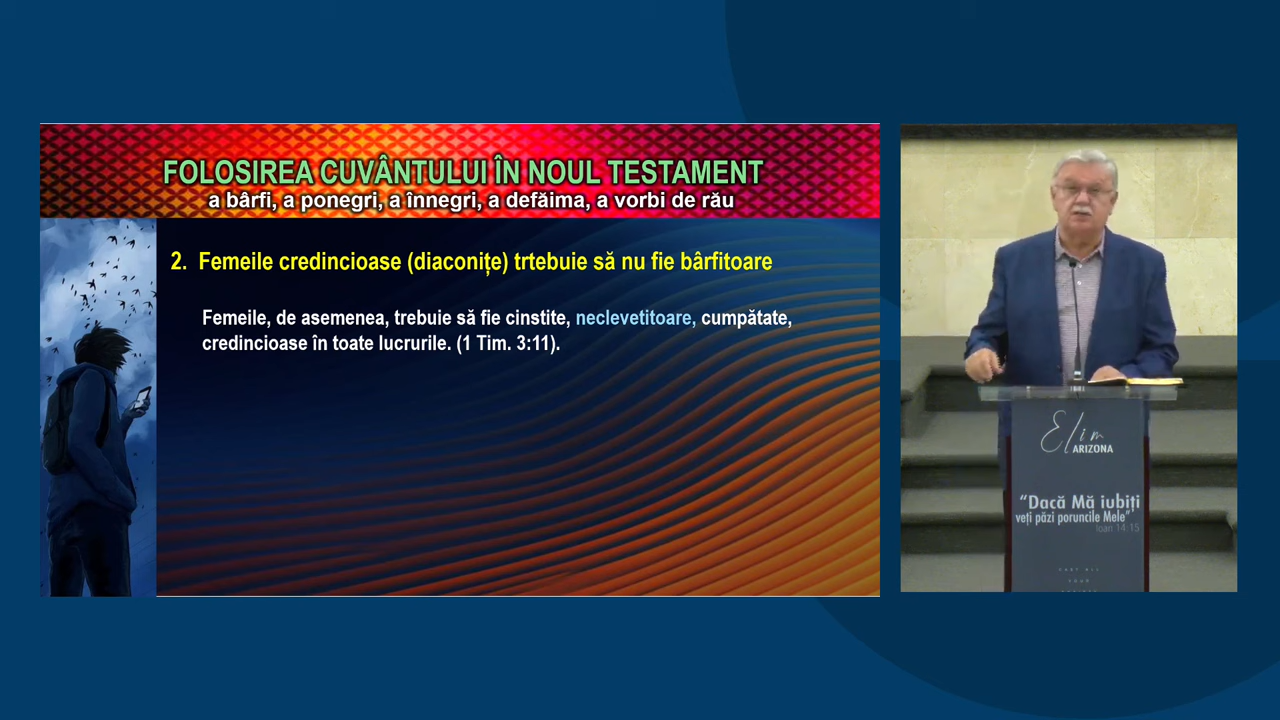 FOLOSIREA CUVÂNTULUI ÎN NOUL TESTAMENT
a bârfi, a ponegri, a înnegri, a defăima, a vorbi de rău
2. Femeile credincioase (diaconițe) trtebuie să nu fie bârfitoare
Femeile, de asemenea, trebuie să fie cinstite, neclevetitoare, cumpătate,
credincioase în toate lucrurile. (1 Tim. 3:11).
Elim
ARIZONA
“Dacă Mă iubiți
veți păzi poruncile Mele”
Ioan 14:15